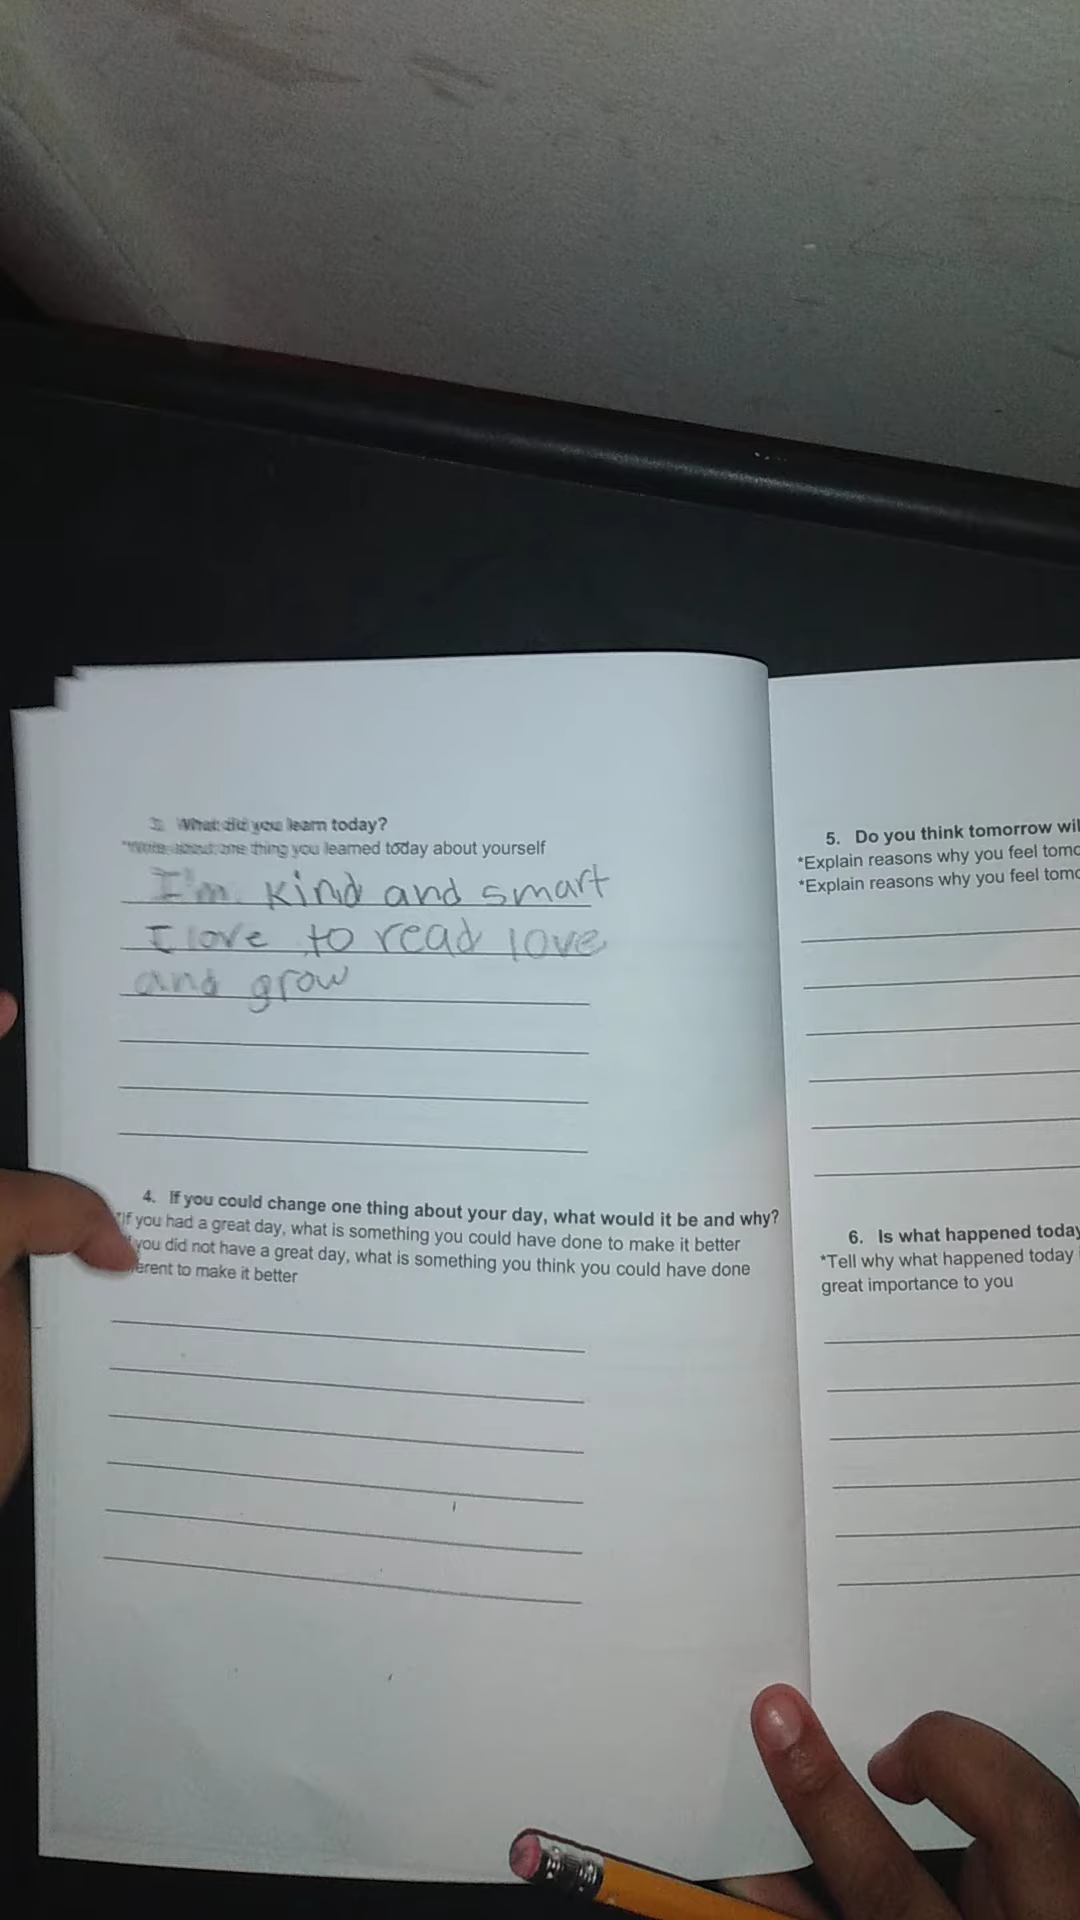 3. What did you learn today?
*Write about one thing you learned today about yourself
I'm kind and smart
I love to read love
and grow
4. If you could change one thing about your day, what would it be and why?
*If you had a great day, what is something you could have done to make it better
you did not have a great day, what is something you think you could have done
erent to make it better
5. Do you think tomorrow wil
*Explain reasons why you feel tomo
*Explain reasons why you feel tomo
6. Is what happened today
*Tell why what happened today
great importance to you